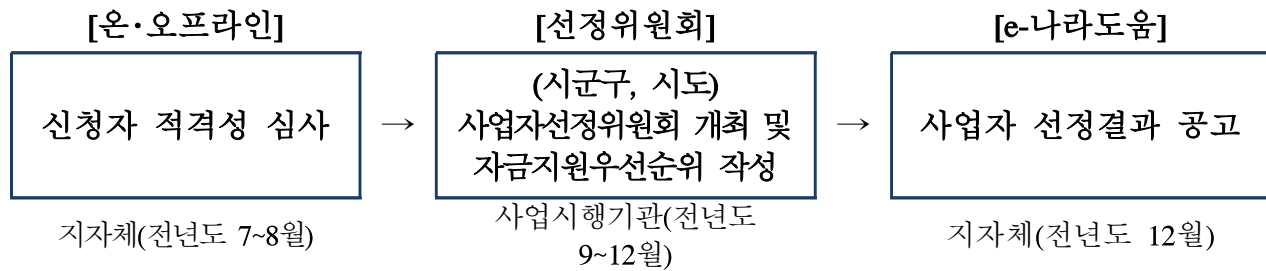 [온·오프라인]
신청자 적격성 심사
지자체(전년도 7~8월)
→
[선정위원회]
(시군구, 시도)
사업자선정위원회 개최 및
자금지원우선순위 작성
사업시행기관(전년도
9~12월)
→
[e-나라도움]
사업자 선정결과 공고
지자체(전년도 12월)